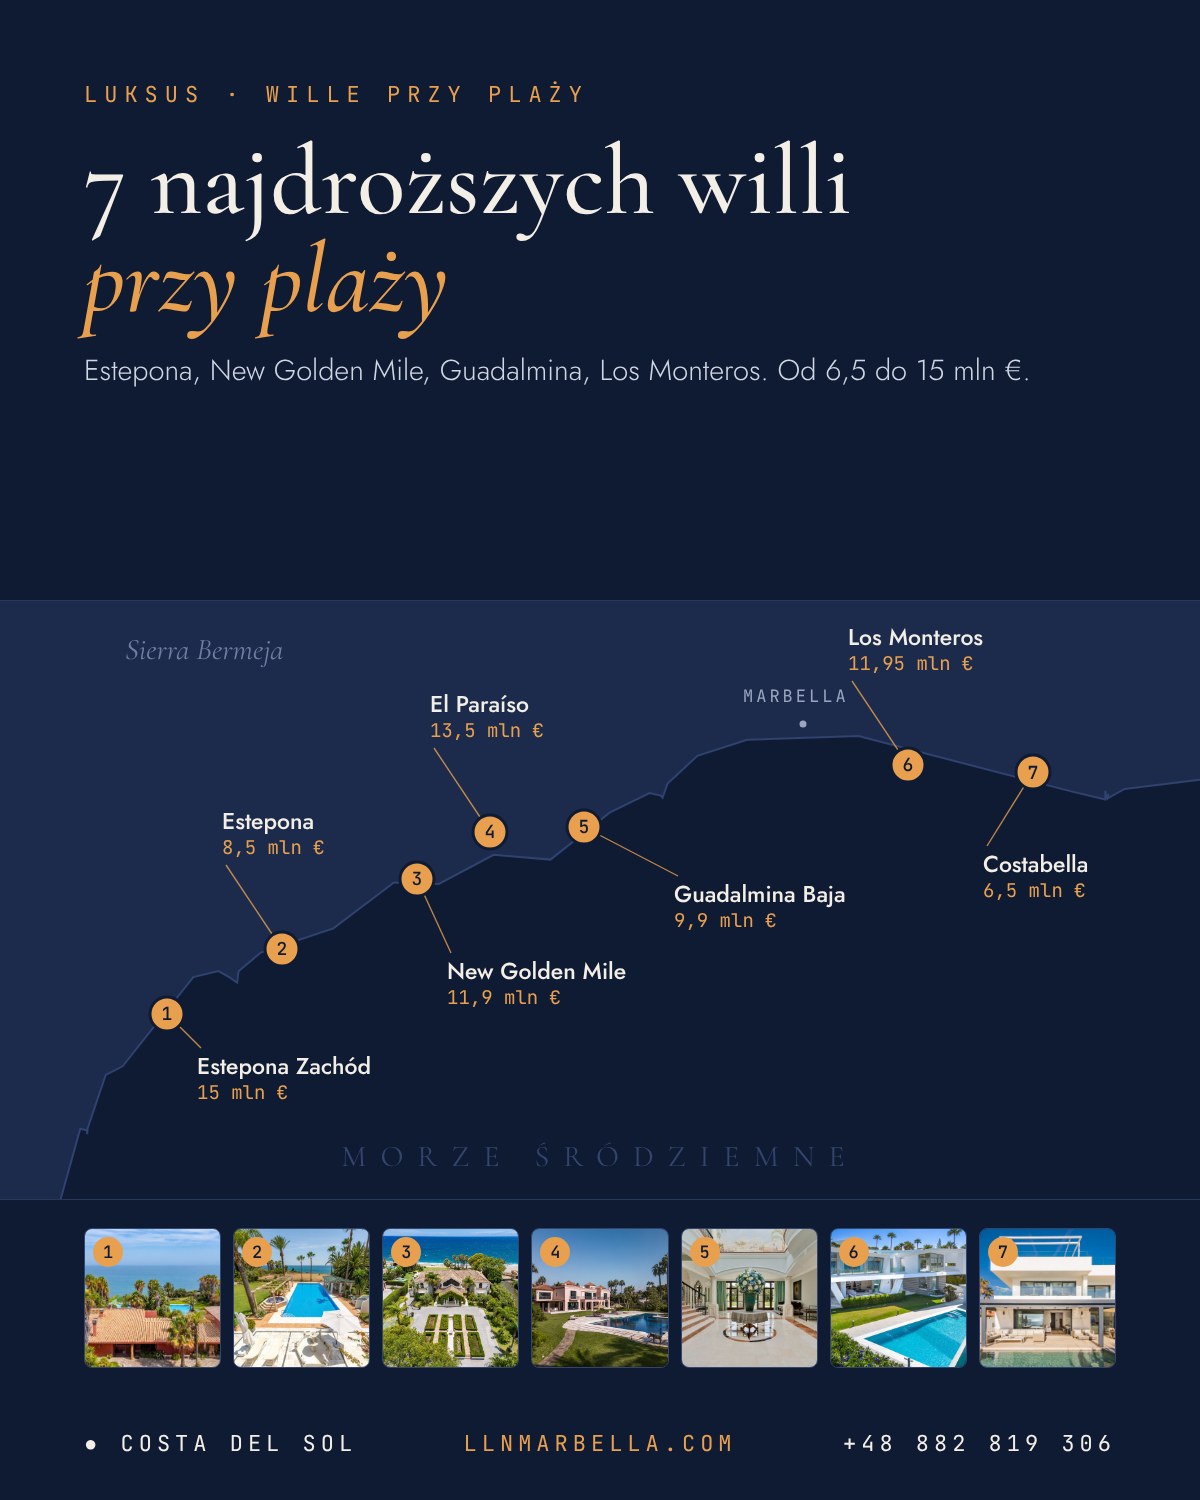 LUKSUS · WILLE PRZY PLAŻY
7 najdroższych willi
przy plaży
Estepona, New Golden Mile, Guadalmina, Los Monteros. Od 6,5 do 15 mln €.
Sierra Bermeja
Los Monteros
11,95 mln €
MARBELLA
El Paraíso
13,5 mln €
6
7
Estepona
8,5 mln €
4
5
Costabella
6,5 mln €
3
Guadalmina Baja
9,9 mln €
2
New Golden Mile
11,9 mln €
1
Estepona Zachód
15 mln €
MORZE ŚRÓDZIEMNE
1 2 3 4 5 6 7
• COSTA DEL SOL LLNMARBELLA.COM +48 882 819 306